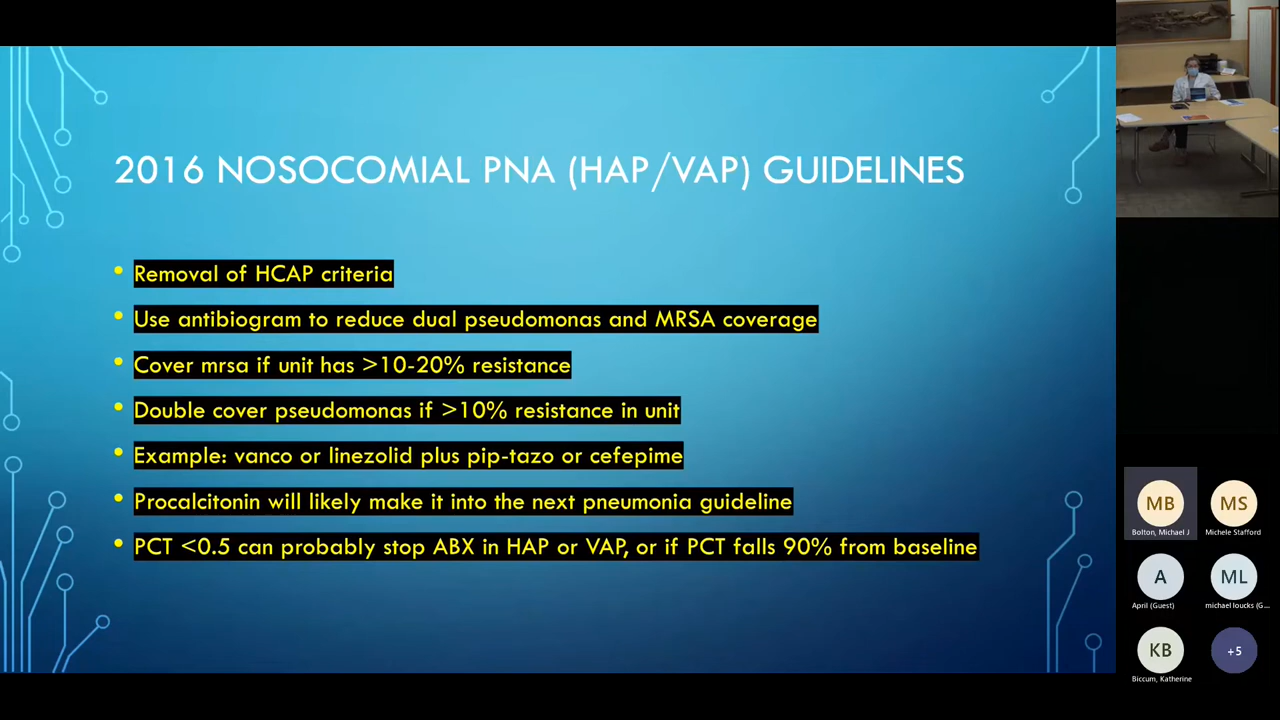 2016 NOSOCOMIAL PNA (HAP/VAP) GUIDELINES
• Removal of HCAP criteria
• Use antibiogram to reduce dual pseudomonas and MRSA coverage
• Cover mrsa if unit has >10-20% resistance
• Double cover pseudomonas if >10% resistance in unit
• Example: vanco or linezolid plus pip-tazo or cefepime
• Procalcitonin will likely make it into the next pneumonia guideline
• PCT <0.5 can probably stop ABX in HAP or VAP, or if PCT falls 90% from baseline
MB
Bolton, Michael J
MS
Michele Stafford
A
April (Guest)
ML
michael loucks (G...
KB
Biccum, Katherine
+5